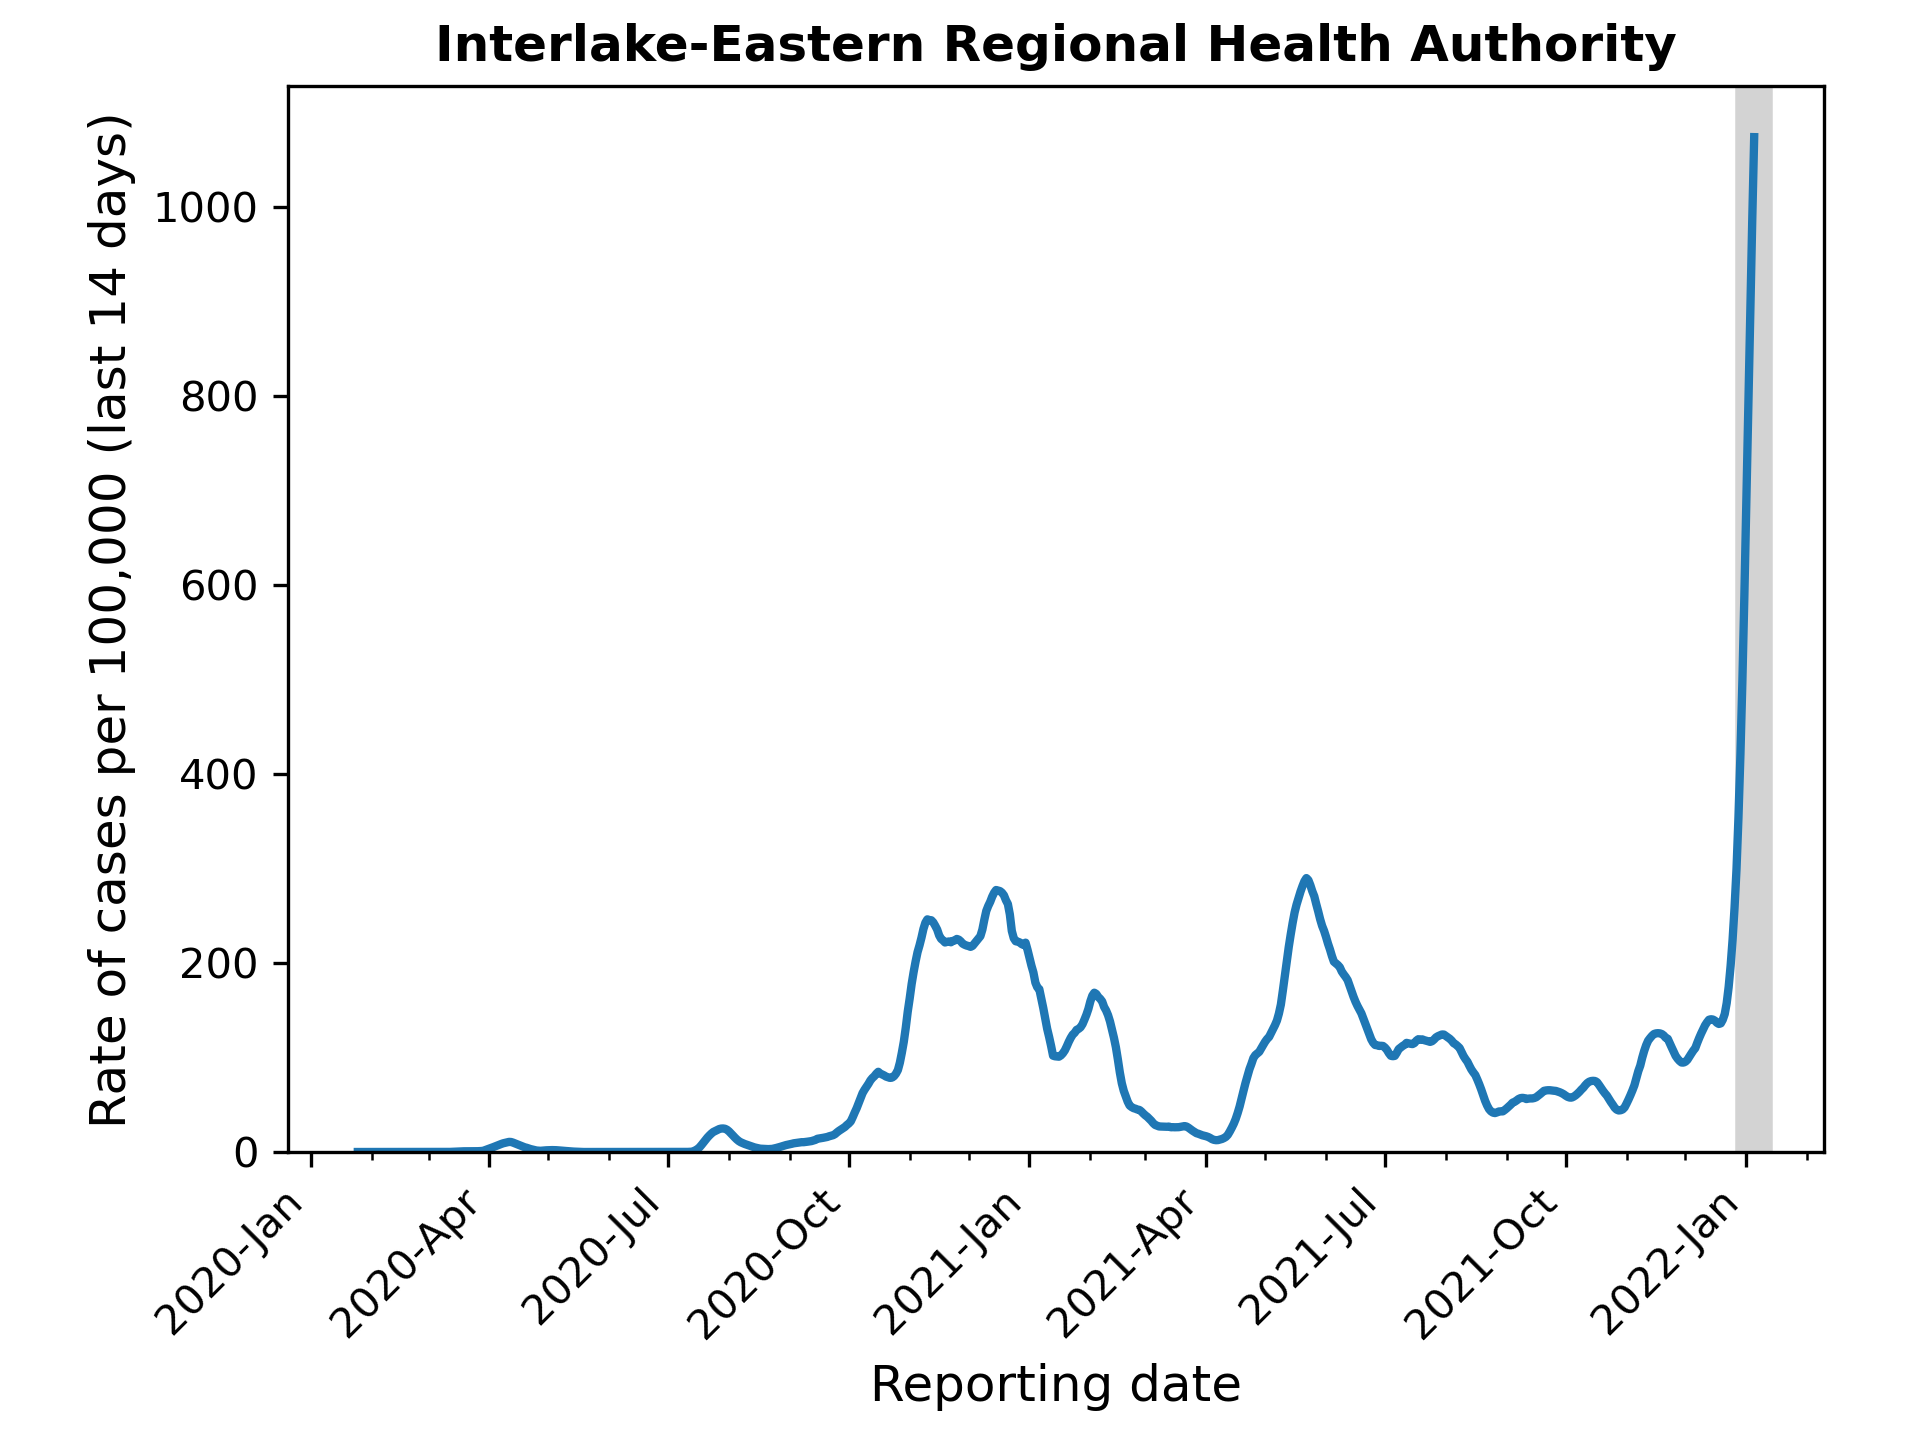 Interlake-Eastern Regional Health Authority
Rate of cases per 100,000 (last 14 days)
1000
800
600
400
200
0
2020-Jan
2020-Apr
2020-Jul
2020-Oct
2021-Jan
2021-Apr
2021-Jul
2021-Oct
2022-Jan
Reporting date